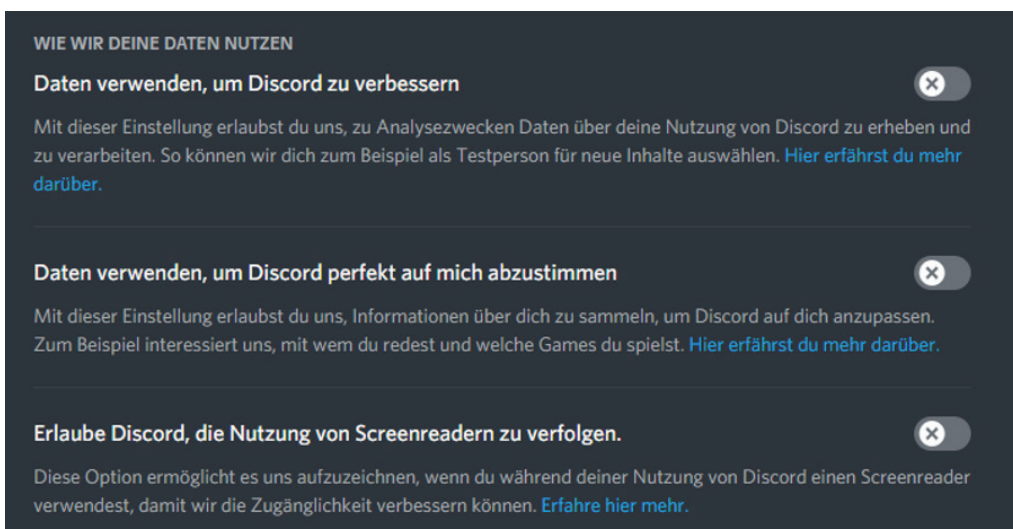 WIE WIR DEINE DATEN NUTZEN
Daten verwenden, um Discord zu verbessern
Mit dieser Einstellung erlaubst du uns, zu Analysezwecken Daten über deine Nutzung von Discord zu erheben und
zu verarbeiten. So können wir dich zum Beispiel als Testperson für neue Inhalte auswählen. Hier erfährst du mehr
darüber.
Daten verwenden, um Discord perfekt auf mich abzustimmen
Mit dieser Einstellung erlaubst du uns, Informationen über dich zu sammeln, um Discord auf dich anzupassen.
Zum Beispiel interessiert uns, mit wem du redest und welche Games du spielst. Hier erfährst du mehr darüber.
Erlaube Discord, die Nutzung von Screenreadern zu verfolgen.
Diese Option ermöglicht es uns aufzuzeichnen, wenn du während deiner Nutzung von Discord einen Screenreader
verwendest, damit wir die Zugänglichkeit verbessern können. Erfahre hier mehr.